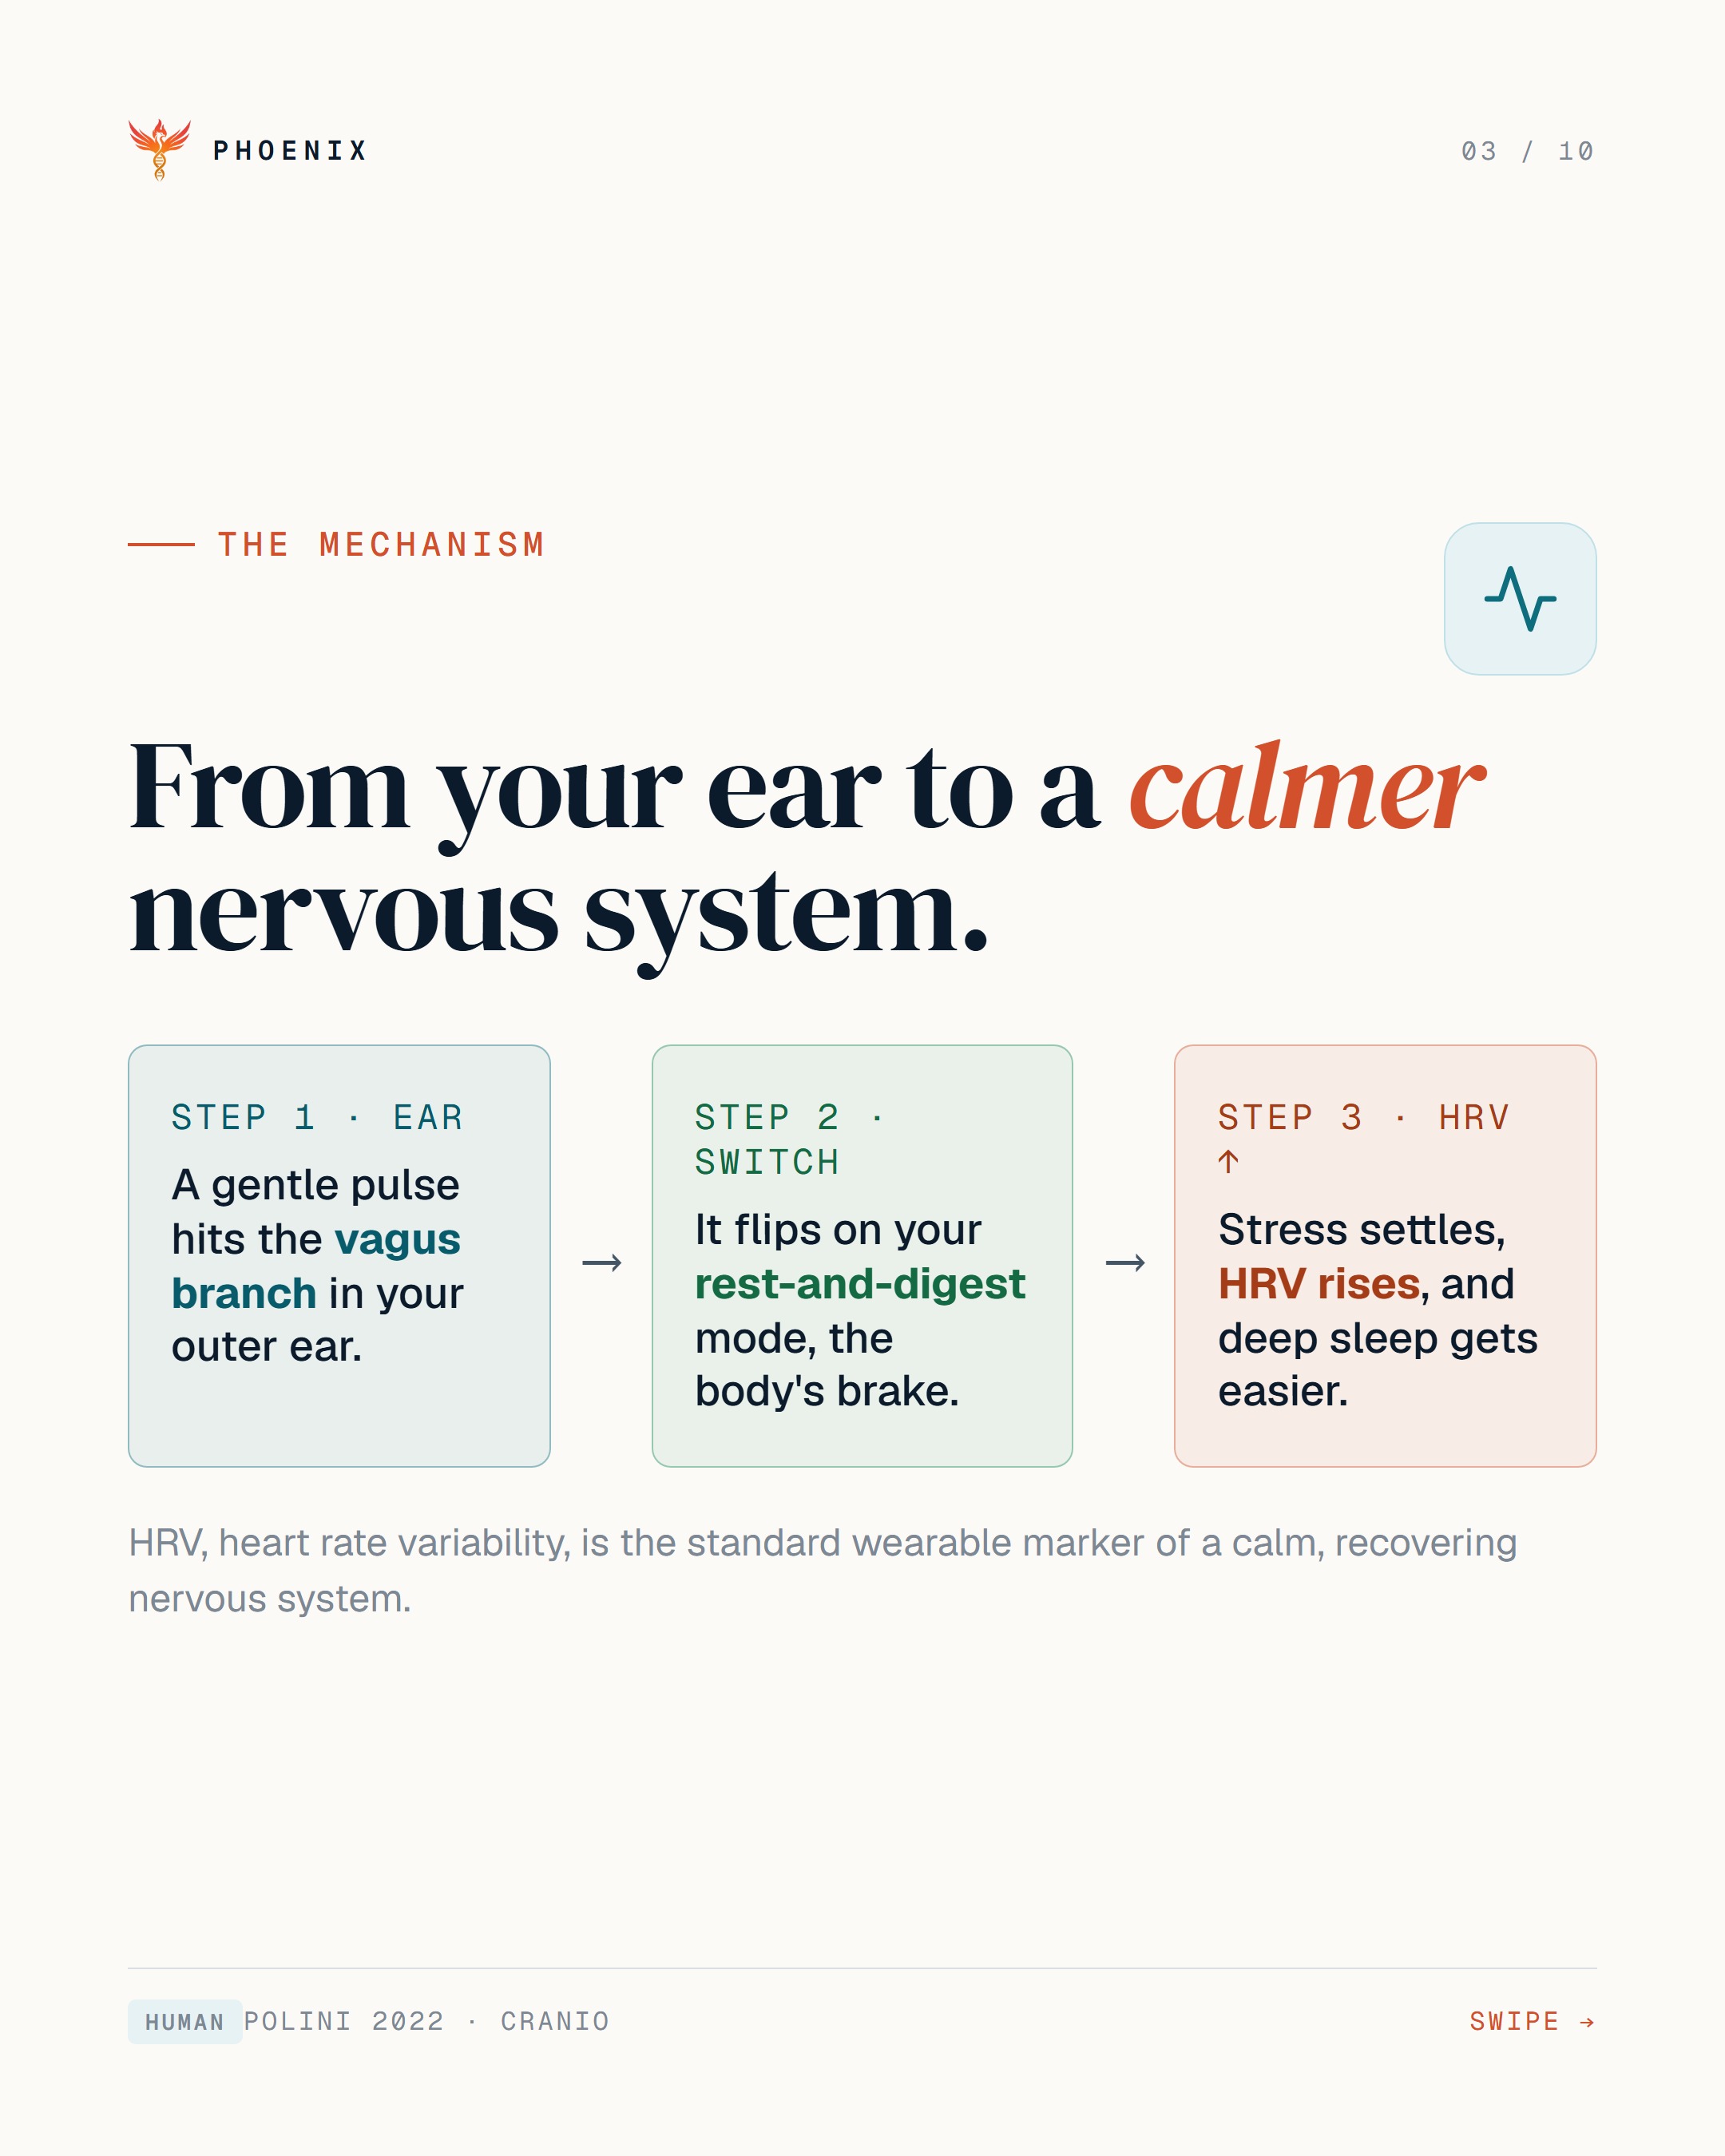 PHOENIX
03 / 10
THE MECHANISM
From your ear to a calmer
nervous system.
STEP 1 · EAR
A gentle pulse
hits the vagus
branch in your
outer ear.
→
STEP 2 ·
SWITCH
It flips on your
rest-and-digest
mode, the
body's brake.
→
STEP 3 · HRV
↑
Stress settles,
HRV rises, and
deep sleep gets
easier.
HRV, heart rate variability, is the standard wearable marker of a calm, recovering
nervous system.
HUMAN POLINI 2022 · CRANIO
SWIPE →